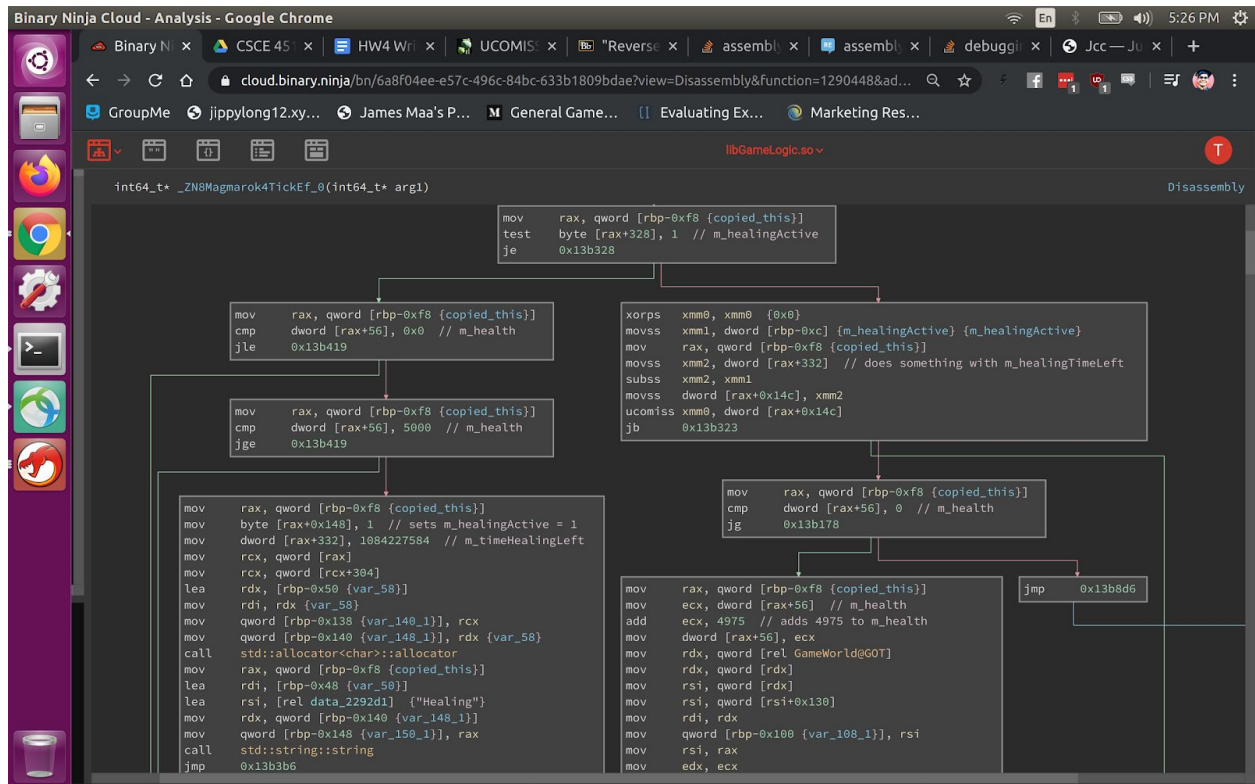 Binary Ninja Cloud - Analysis - Google Chrome
En
5:26 PM
Binary Ni
CSCE 451
HW4 Wri
UCOMISS
"Reverse
assembly
assembly
debuggin
Jcc — Ju
cloud.binary.ninja/bn/6a8f04ee-e57c-496c-84bc-633b1809bdae?view=Disassembly&function=1290448&ad...
GroupMe
jippylong12.xy...
James Maa's P...
General Game...
Evaluating Ex...
Marketing Res...
libGameLogic.so
T
int64_t* _ZN8Magmarok4TickEf_0(int64_t* arg1)
Disassembly
mov rax, qword [rbp-0xf8 {copied_this}]
test byte [rax+328], 1 // m_healingActive
je 0x13b328
mov rax, qword [rbp-0xf8 {copied_this}]
cmp dword [rax+56], 0x0 // m_health
jle 0x13b419
mov rax, qword [rbp-0xf8 {copied_this}]
cmp dword [rax+56], 5000 // m_health
jge 0x13b419
mov rax, qword [rbp-0xf8 {copied_this}]
mov byte [rax+0x148], 1 // sets m_healingActive = 1
mov dword [rax+332], 1084227584 // m_timeHealingLeft
mov rcx, qword [rax]
mov rcx, qword [rcx+304]
lea rdx, [rbp-0x50 {var_58}]
mov rdi, rdx {var_58}
mov qword [rbp-0x138 {var_140_1}], rcx
mov qword [rbp-0x140 {var_148_1}], rdx {var_58}
call std::allocator<char>::allocator
mov rax, qword [rbp-0xf8 {copied_this}]
lea rdi, [rbp-0x48 {var_50}]
lea rsi, [rel data_2292d1] {"Healing"}
mov rdx, qword [rbp-0x140 {var_148_1}]
mov qword [rbp-0x148 {var_150_1}], rax
call std::string::string
jmp 0x13b3b6
xorps xmm0, xmm0 {0x0}
movss xmm1, dword [rbp-0xc] {m_healingActive} {m_healingActive}
mov rax, qword [rbp-0xf8 {copied_this}]
movss xmm2, dword [rax+332] // does something with m_healingTimeLeft
subss xmm2, xmm1
movss dword [rax+0x14c], xmm2
ucomiss xmm0, dword [rax+0x14c]
jb 0x13b323
mov rax, qword [rbp-0xf8 {copied_this}]
cmp dword [rax+56], 0 // m_health
jg 0x13b178
mov rax, qword [rbp-0xf8 {copied_this}]
mov ecx, dword [rax+56] // m_health
add ecx, 4975 // adds 4975 to m_health
mov dword [rax+56], ecx
mov rdx, qword [rel GameWorld@GOT]
mov rdx, qword [rdx]
mov rsi, qword [rdx]
mov rsi, qword [rsi+0x130]
mov rdi, rdx
mov qword [rbp-0x100 {var_108_1}], rsi
mov rsi, rax
mov edx, ecx
jmp 0x13b8d6